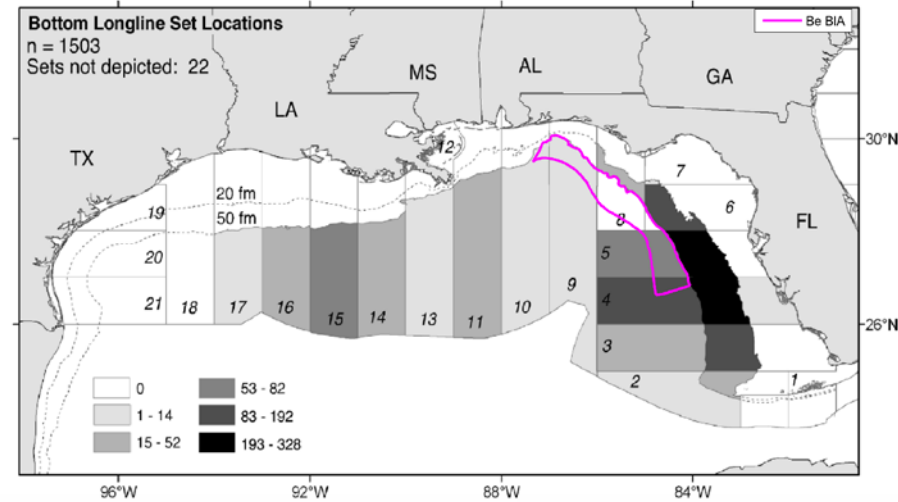 Bottom Longline Set Locations
n = 1503
Sets not depicted: 22
Be BIA
MS
AL
GA
LA
TX
FL
30°N
26°N
12
7
6
20 fm
50 fm
19
8
20
5
21
18
17
16
15
14
13
11
10
9
4
3
2
1
0
1 - 14
15 - 52
53 - 82
83 - 192
193 - 328
96°W
92°W
88°W
84°W